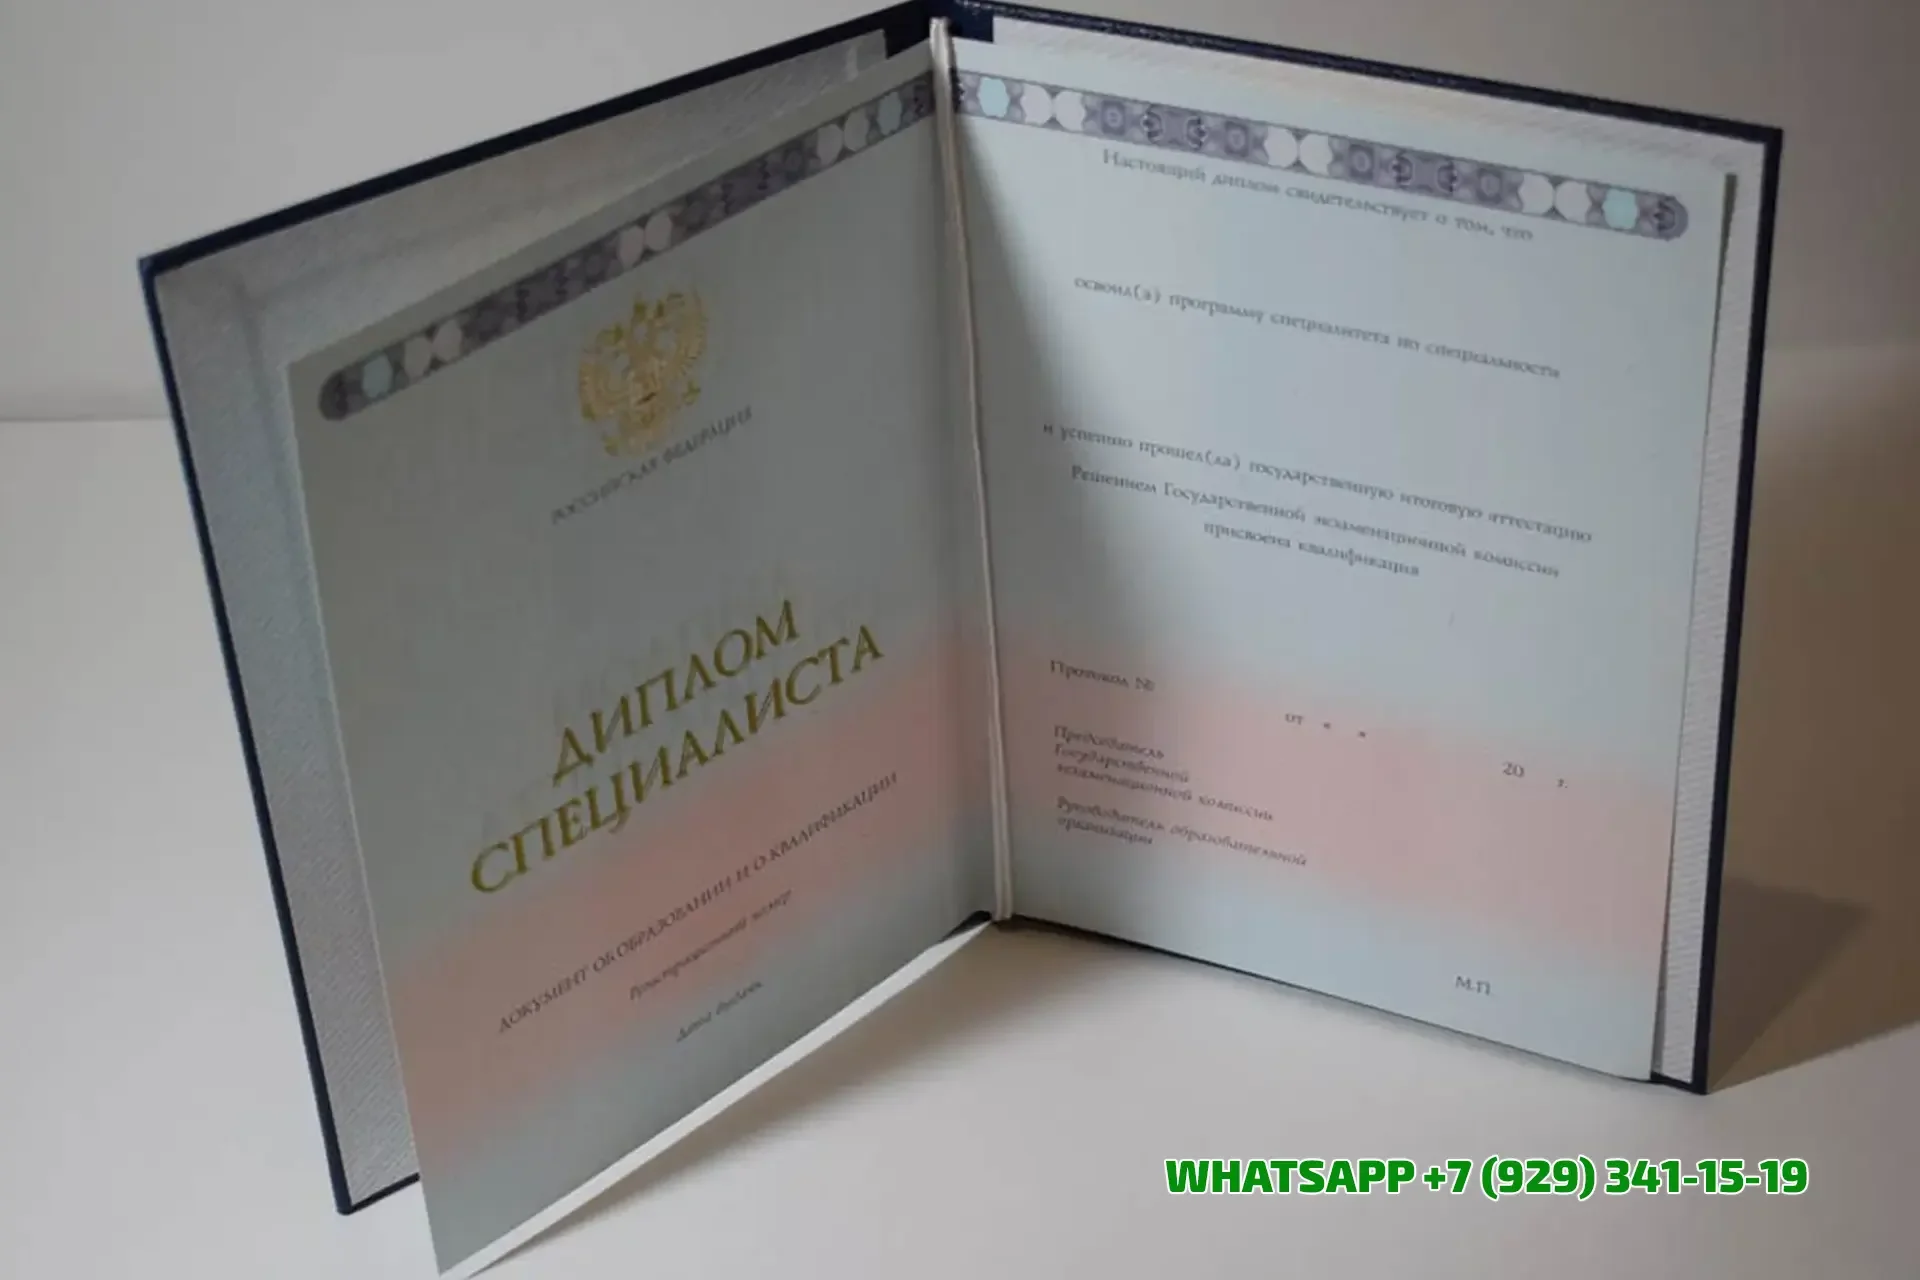 РОССИЙСКАЯ ФЕДЕРАЦИЯ
ДИПЛОМ
СПЕЦИАЛИСТА
ДОКУМЕНТ ОБ ОБРАЗОВАНИИ И О КВАЛИФИКАЦИИ
Регистрационный номер
Дата выдачи
Настоящий диплом свидетельствует о том, что
освоил(а) программу специалитета по специальности
и успешно прошел(ла) государственную итоговую аттестацию
Решением Государственной экзаменационной комиссии
присвоена квалификация
Протокол №
от « »
20 г.
Председатель
Государственной
экзаменационной комиссии
Руководитель образовательной
организации
М.П.
WHATSAPP +7 (929) 341-15-19